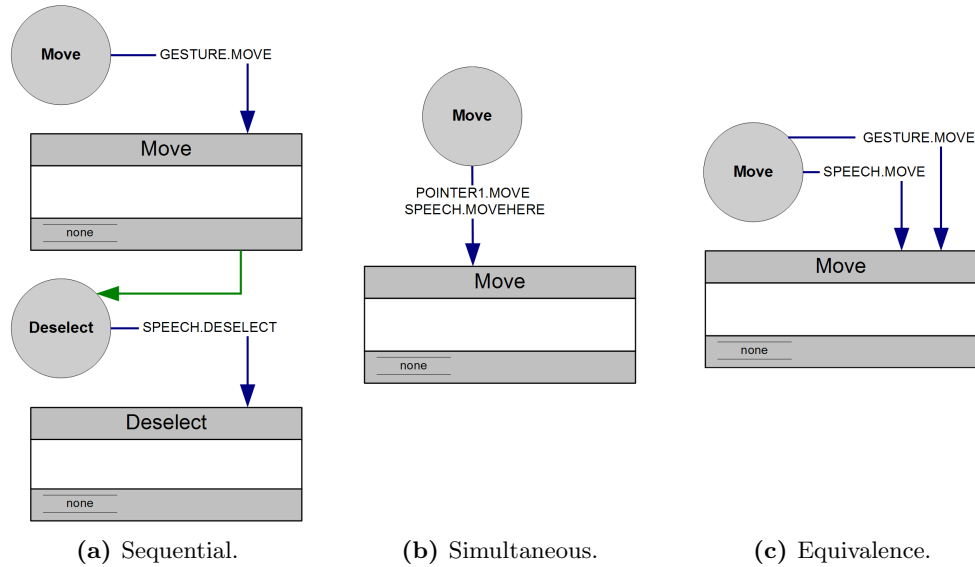 Move
GESTURE.MOVE
Move
none
Deselect
SPEECH.DESELECT
Deselect
none
(a) Sequential.
Move
POINTER1.MOVE
SPEECH.MOVEHERE
Move
none
(b) Simultaneous.
GESTURE.MOVE
Move
SPEECH.MOVE
Move
none
(c) Equivalence.